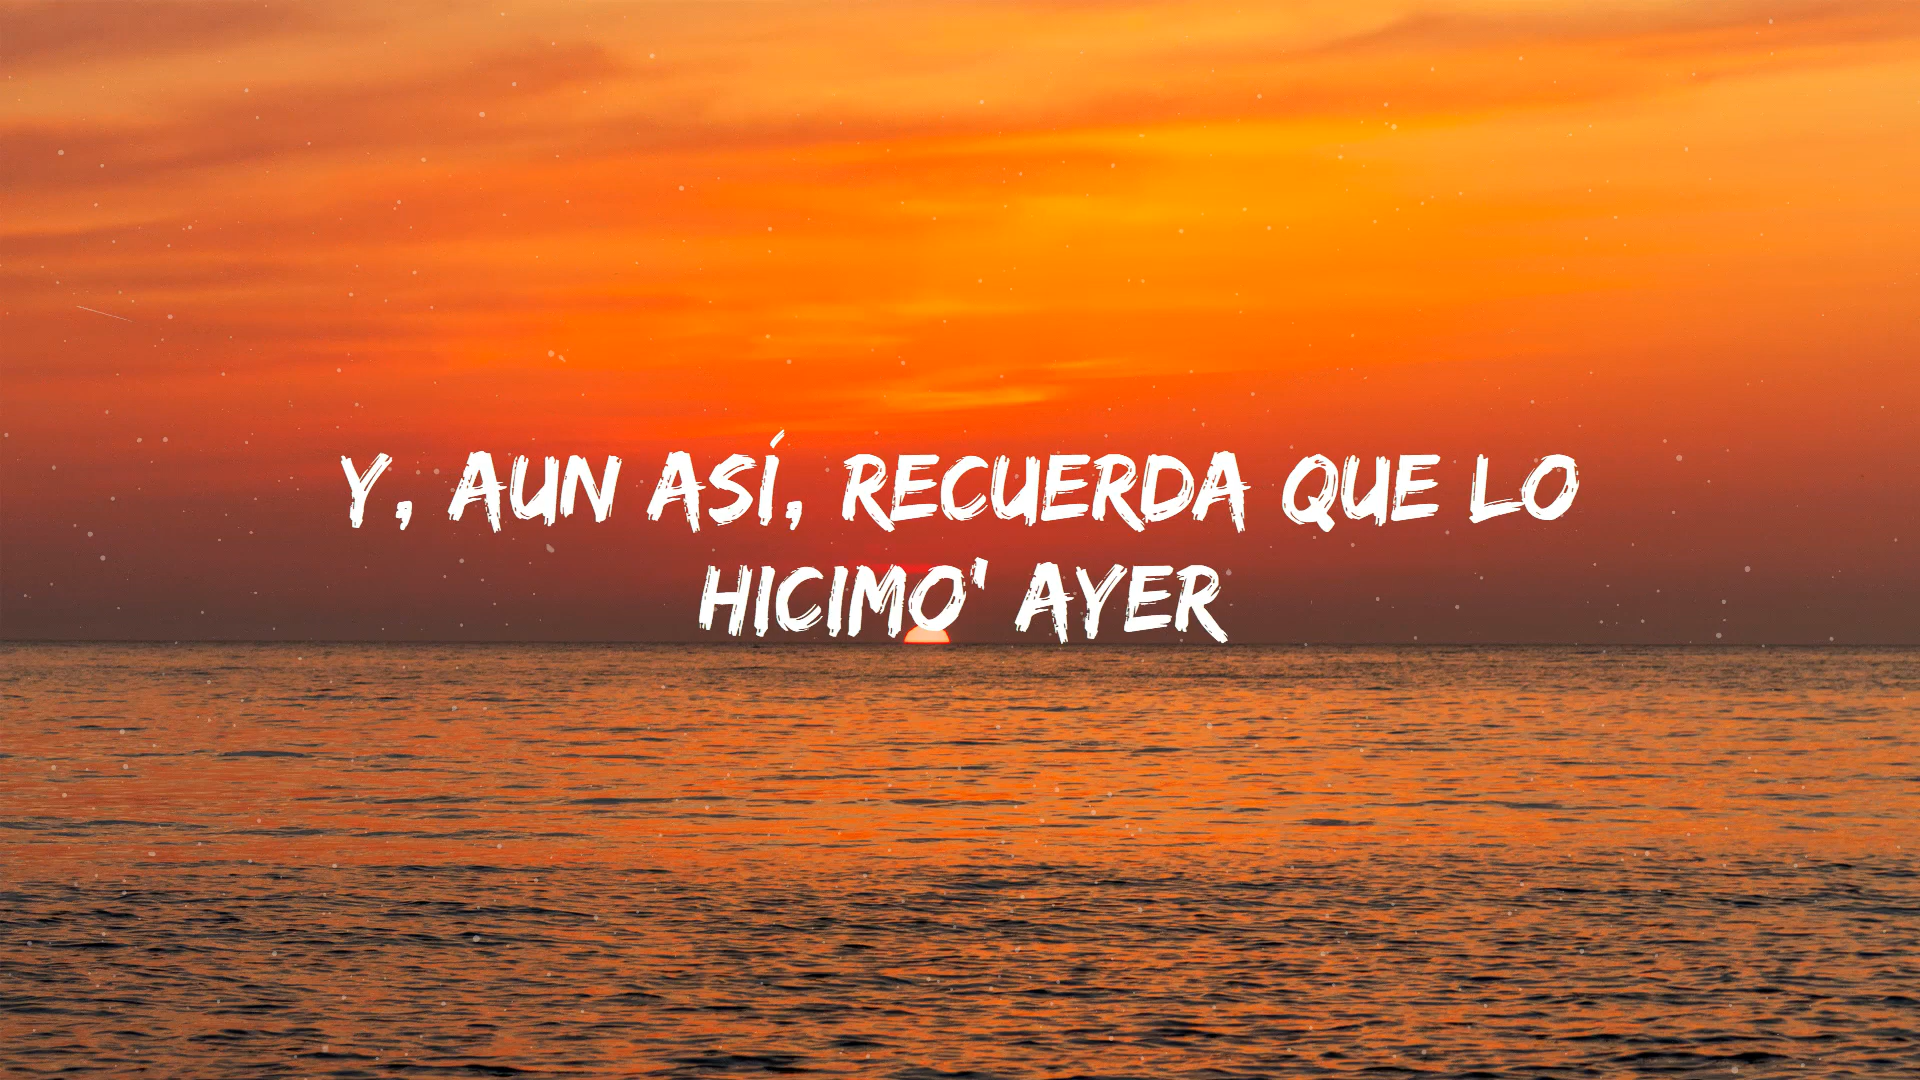 Y, AUN ASÍ, RECUERDA QUE LO
HICIMO' AYER